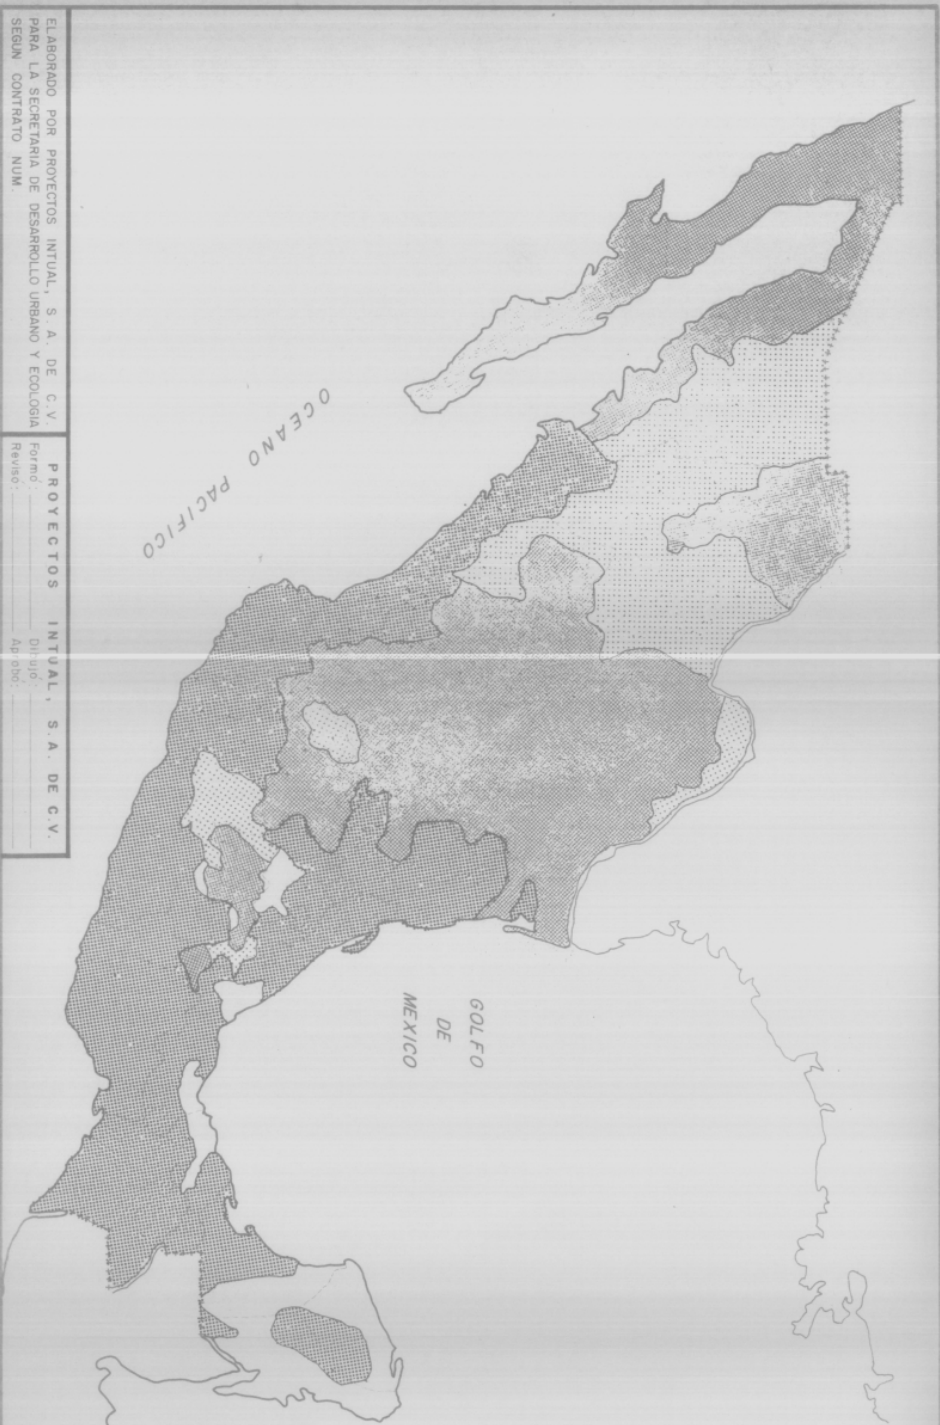 OCEANO PACIFICO
GOLFO
DE
MEXICO
ELABORADO POR PROYECTOS INTUAL, S. A. DE C.V.
PARA LA SECRETARIA DE DESARROLLO URBANO Y ECOLOGIA
SEGUN CONTRATO NUM.
PROYECTOS INTUAL, S.A. DE C.V.
Formó: Dibujó:
Revisó: Aprobó: